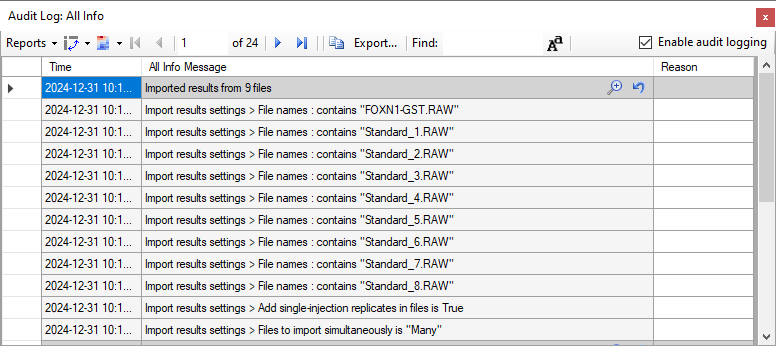 Audit Log: All Info
x
Reports 1 of 24 Export... Find: Aa Enable audit logging
Time All Info Message Reason
2024-12-31 10:1... Imported results from 9 files
2024-12-31 10:1... Import results settings > File names : contains "FOXN1-GST.RAW"
2024-12-31 10:1... Import results settings > File names : contains "Standard_1.RAW"
2024-12-31 10:1... Import results settings > File names : contains "Standard_2.RAW"
2024-12-31 10:1... Import results settings > File names : contains "Standard_3.RAW"
2024-12-31 10:1... Import results settings > File names : contains "Standard_4.RAW"
2024-12-31 10:1... Import results settings > File names : contains "Standard_5.RAW"
2024-12-31 10:1... Import results settings > File names : contains "Standard_6.RAW"
2024-12-31 10:1... Import results settings > File names : contains "Standard_7.RAW"
2024-12-31 10:1... Import results settings > File names : contains "Standard_8.RAW"
2024-12-31 10:1... Import results settings > Add single-injection replicates in files is True
2024-12-31 10:1... Import results settings > Files to import simultaneously is "Many"